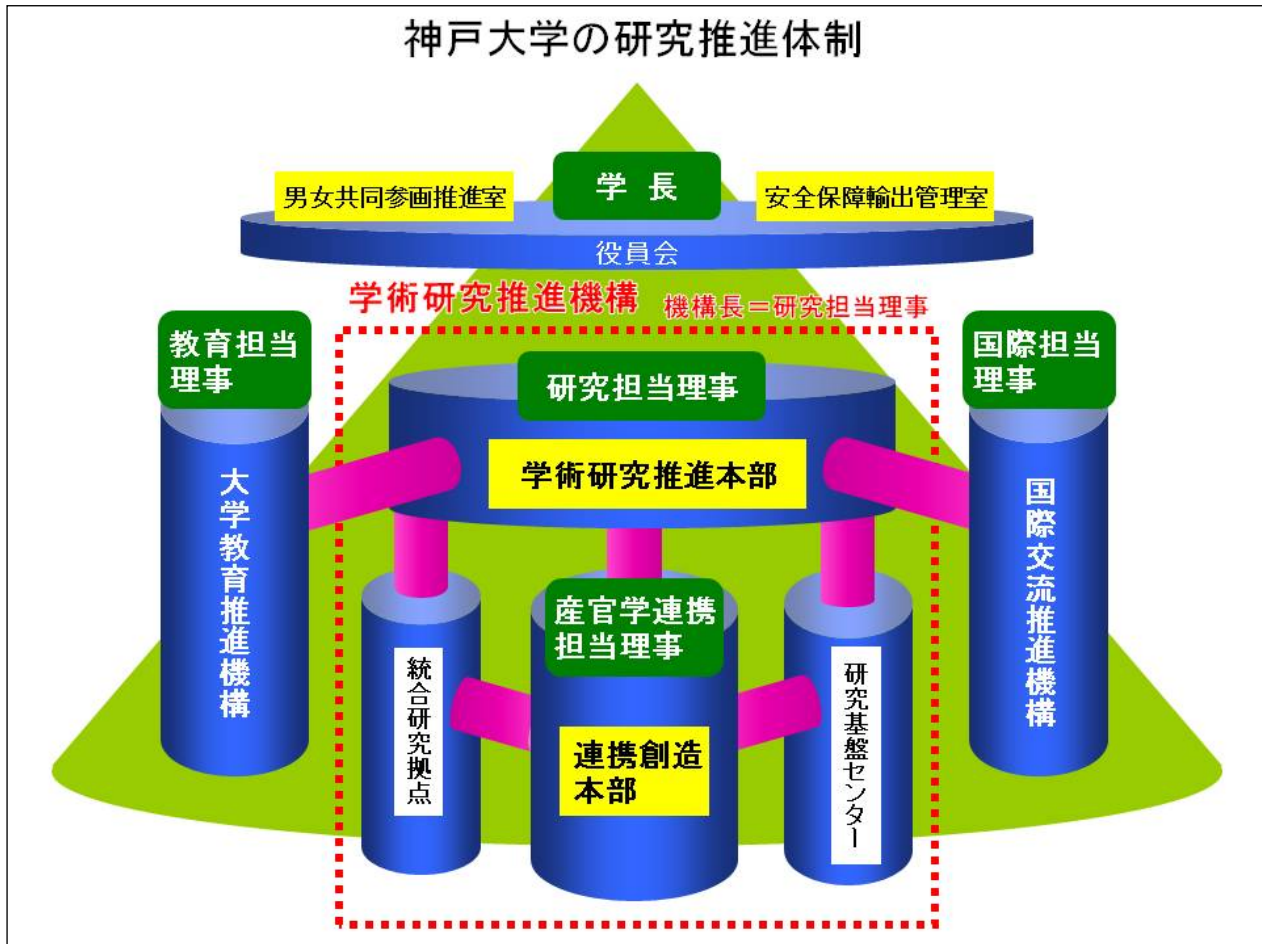 神戸大学の研究推進体制
学 長
男女共同参画推進室
安全保障輸出管理室
役員会
学術研究推進機構 機構長=研究担当理事
教育担当
理事
研究担当理事
国際担当
理事
学術研究推進本部
大学教育推進機構
国際交流推進機構
産官学連携
担当理事
統合研究拠点
連携創造
本部
研究基盤センター